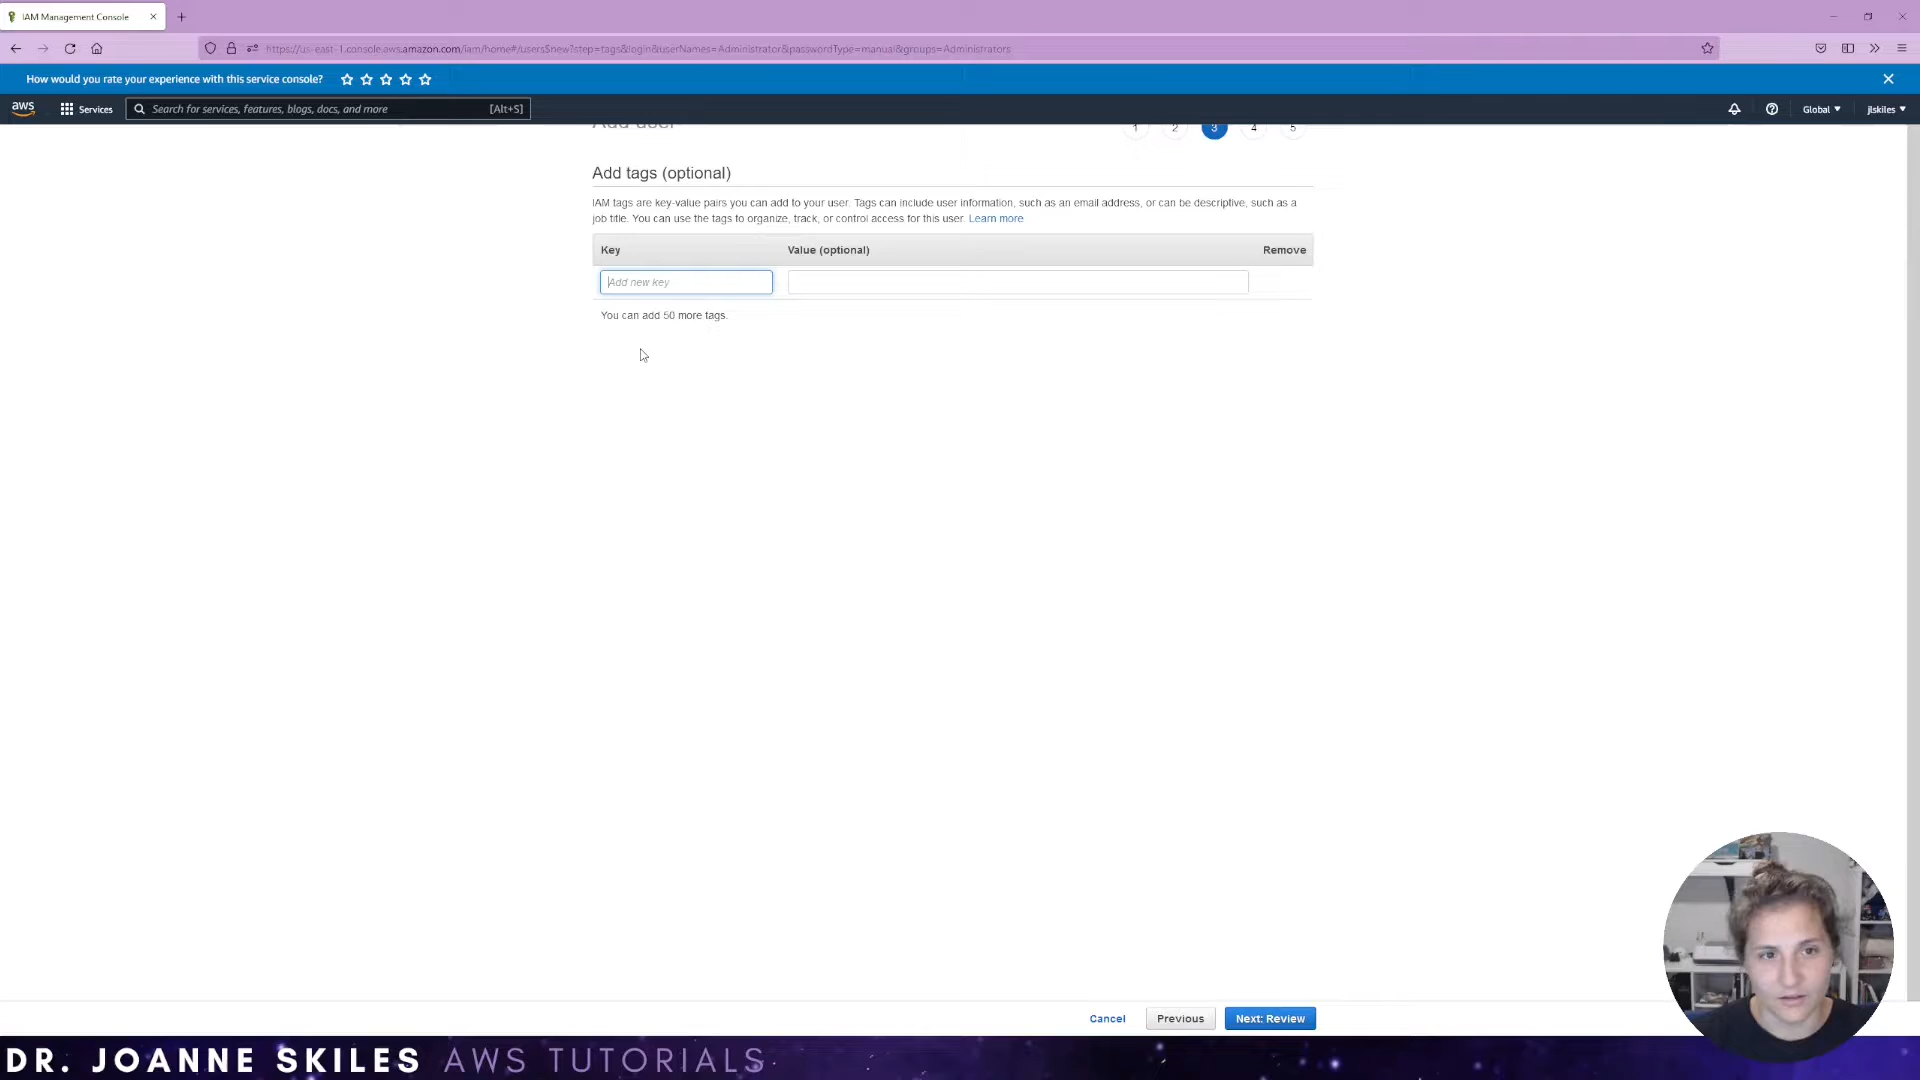 IAM Management Console
https://us-east-1.console.aws.amazon.com/iam/home#/users$new?step=tags&login&userNames=Administrator&passwordType=manual&groups=Administrators
How would you rate your experience with this service console?
aws Services Search for services, features, blogs, docs, and more [Alt+S] Global jlskiles
Add user 1 2 3 4 5
Add tags (optional)
IAM tags are key-value pairs you can add to your user. Tags can include user information, such as an email address, or can be descriptive, such as a
job title. You can use the tags to organize, track, or control access for this user. Learn more
Key Value (optional) Remove
Add new key
You can add 50 more tags.
Cancel Previous Next: Review
DR. JOANNE SKILES AWS TUTORIALS